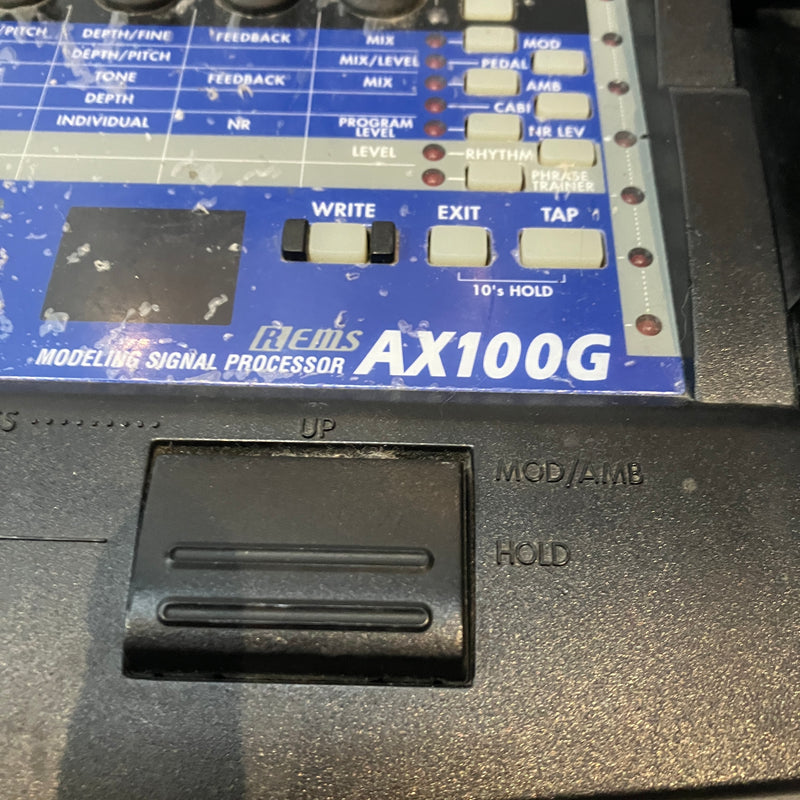 /PITCH DEPTH/FINE FEEDBACK MIX MOD
DEPTH/PITCH MIX/LEVEL PEDAL
TONE FEEDBACK MIX AMB
DEPTH CABI
INDIVIDUAL NR PROGRAM LEVEL NR LEV
LEVEL RHYTHM
PHRASE TRAINER
WRITE EXIT TAP
10's HOLD
REMS
MODELING SIGNAL PROCESSOR AX100G
UP
MOD/AMB
HOLD